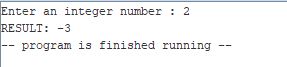 Enter an integer number : 2
RESULT: -3
-- program is finished running --